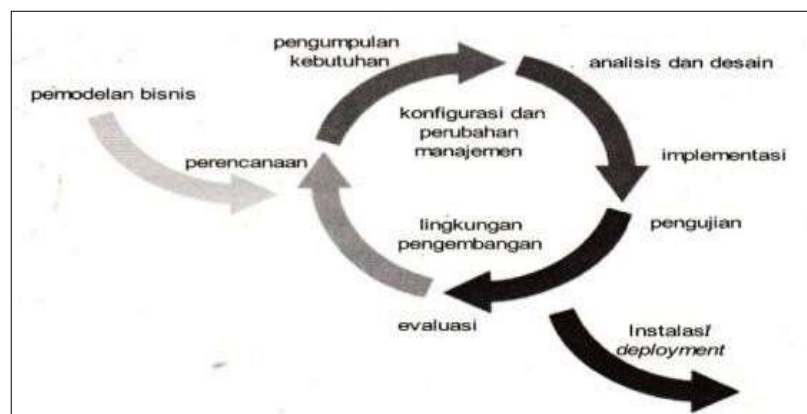 pengumpulan
kebutuhan
analisis dan desain
pemodelan bisnis
konfigurasi dan
perubahan
manajemen
perencanaan
implementasi
lingkungan
pengembangan
pengujian
evaluasi
Instalasi/
deployment